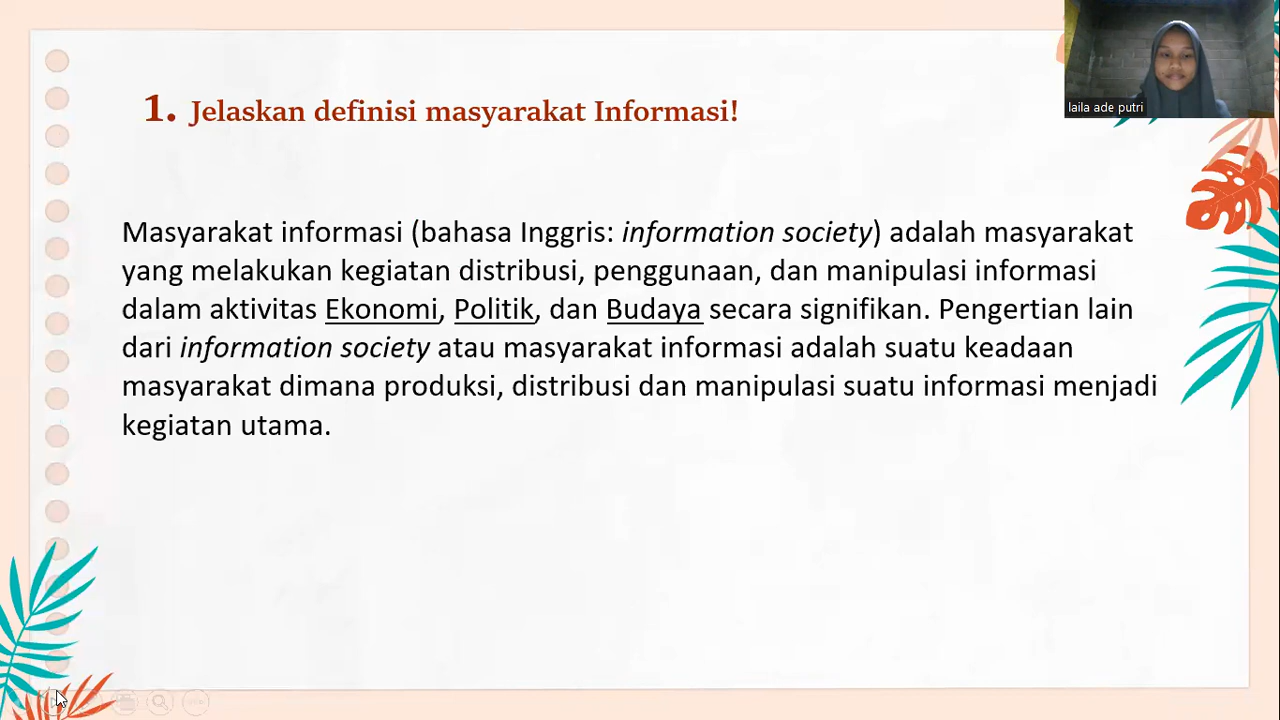 1. Jelaskan definisi masyarakat Informasi!
laila ade putri
Masyarakat informasi (bahasa Inggris: information society) adalah masyarakat
yang melakukan kegiatan distribusi, penggunaan, dan manipulasi informasi
dalam aktivitas Ekonomi, Politik, dan Budaya secara signifikan. Pengertian lain
dari information society atau masyarakat informasi adalah suatu keadaan
masyarakat dimana produksi, distribusi dan manipulasi suatu informasi menjadi
kegiatan utama.